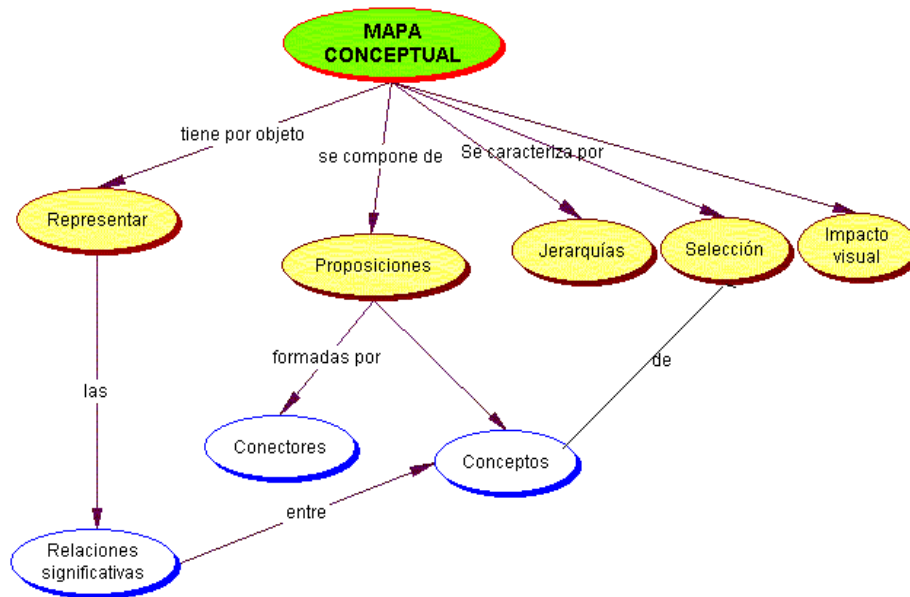 MAPA
CONCEPTUAL
tiene por objeto
se compone de
Se caracteriza por
Representar
Proposiciones
Jerarquías
Selección
Impacto
visual
formadas por
de
las
Conectores
Conceptos
entre
Relaciones
significativas